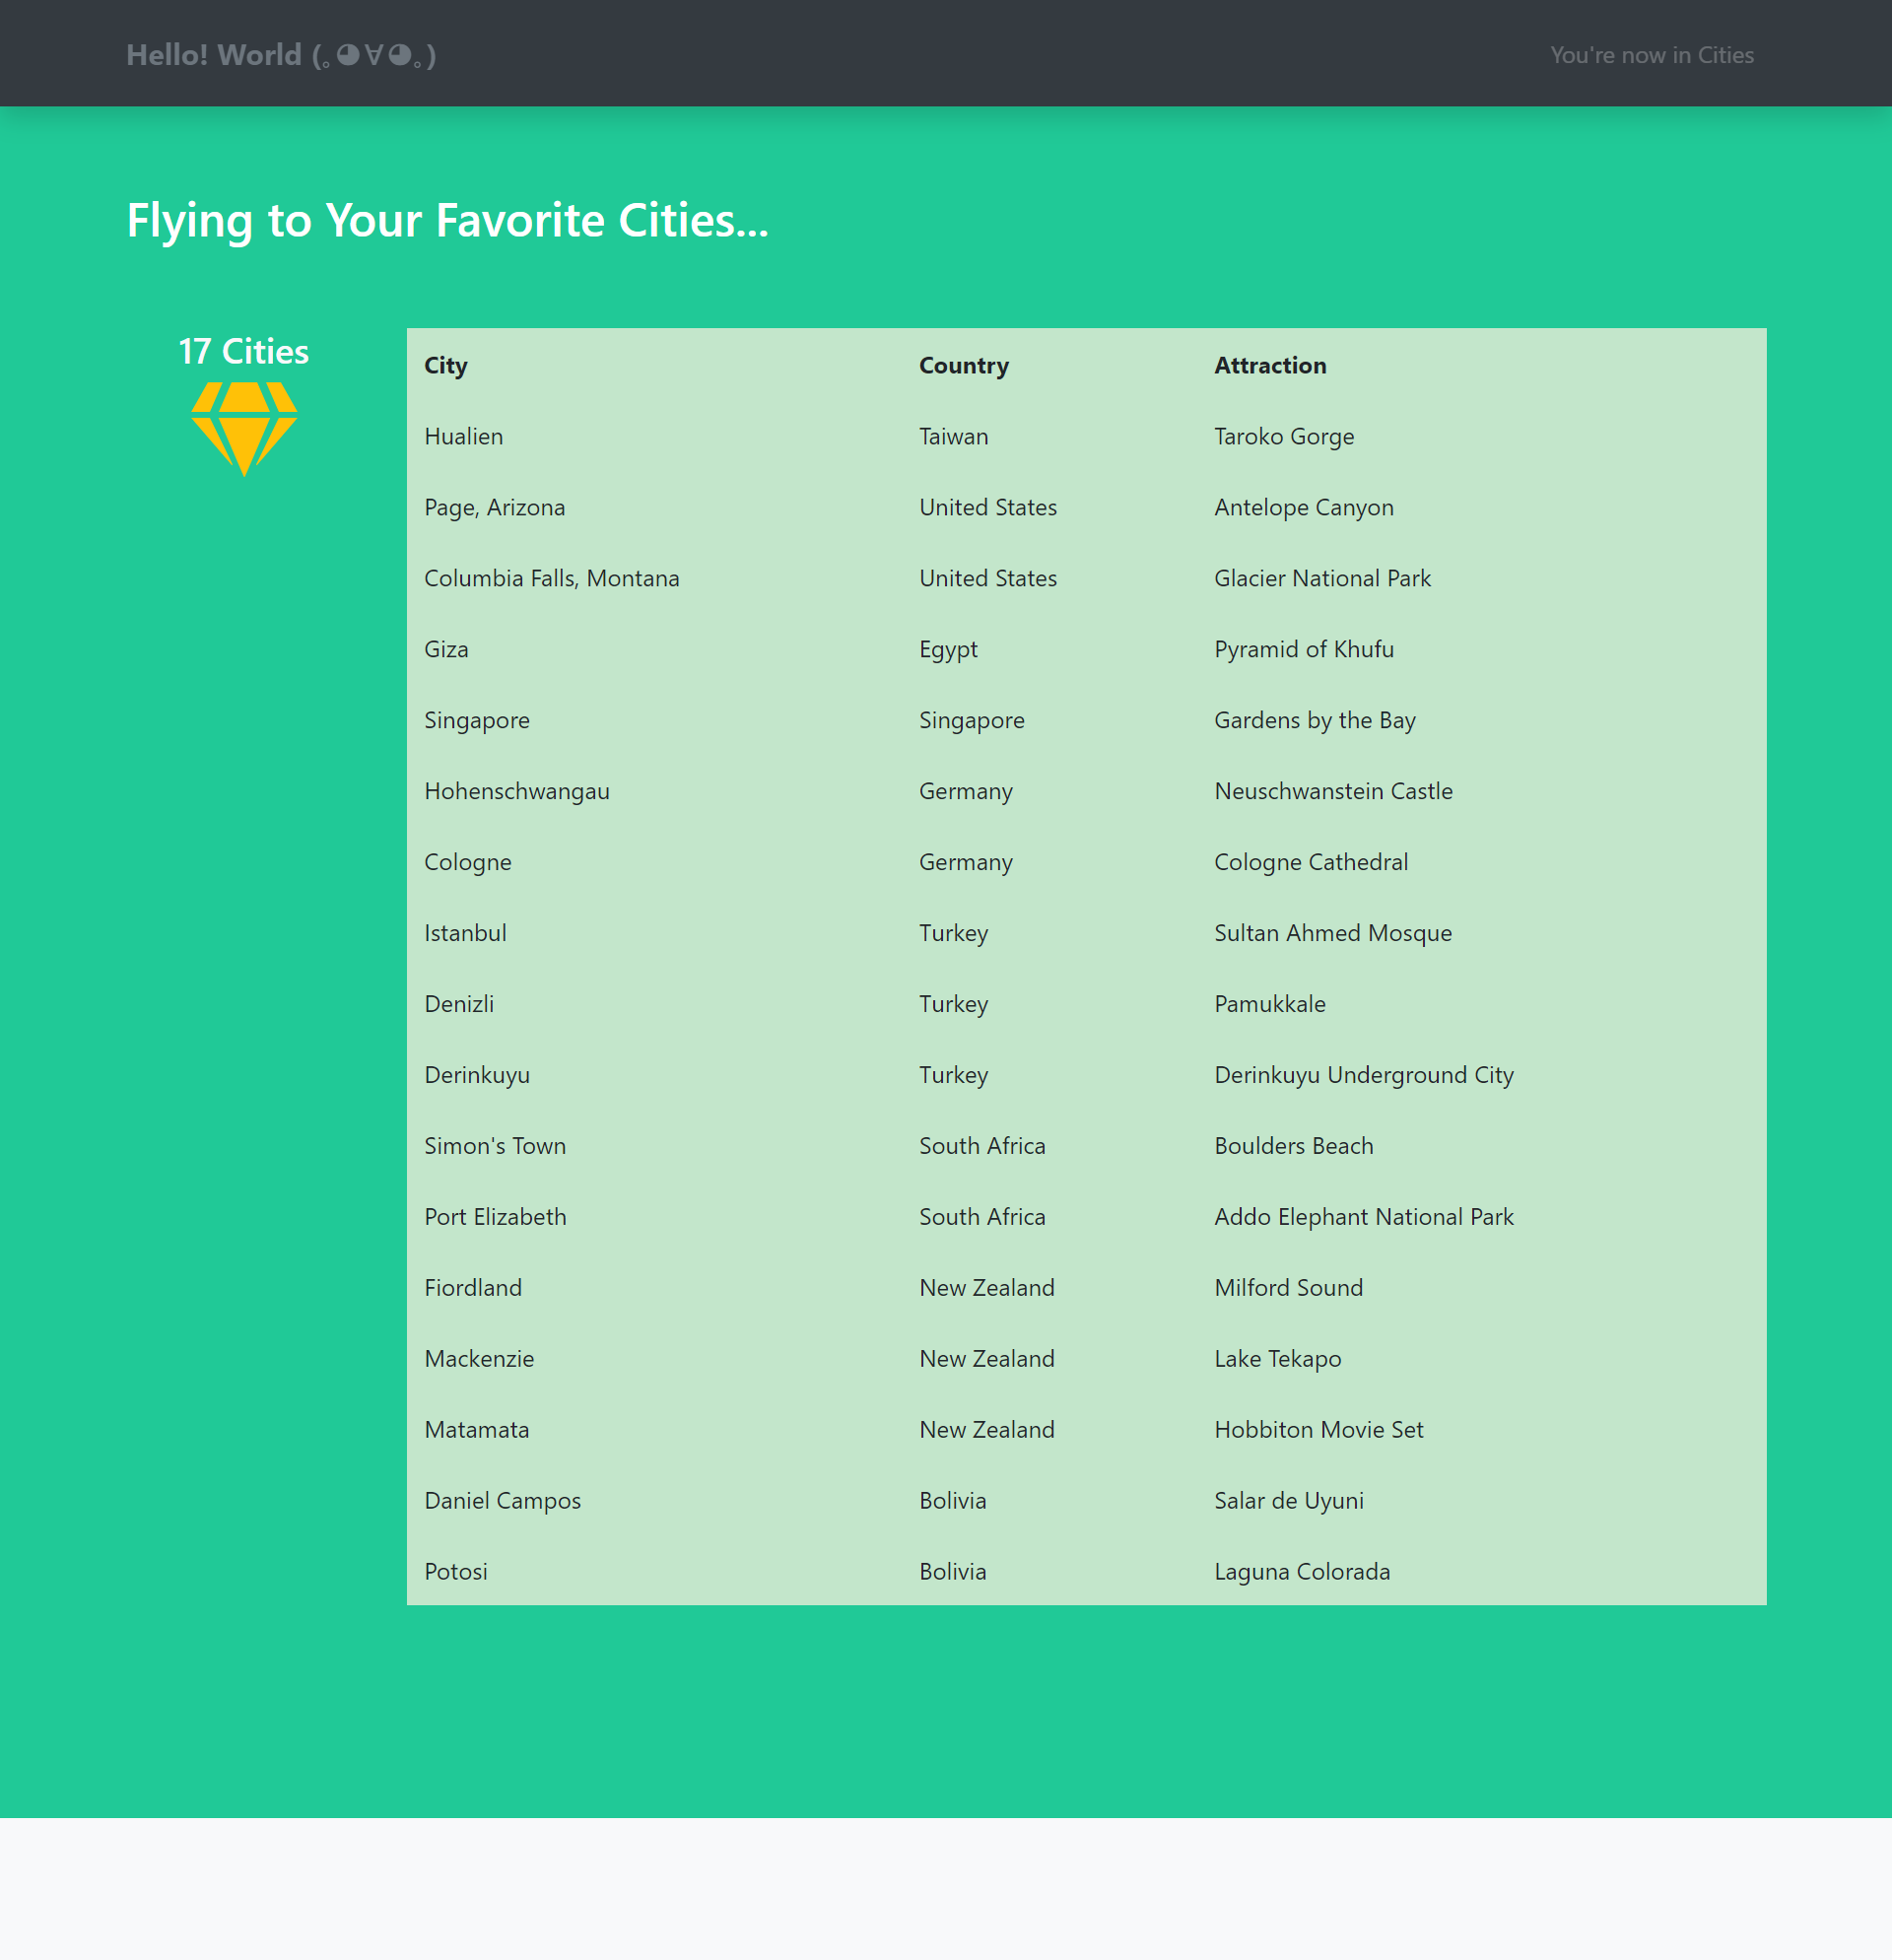 Hello! World (｡◕∀◕｡)
You're now in Cities
Flying to Your Favorite Cities...
17 Cities
City Country Attraction
Hualien Taiwan Taroko Gorge
Page, Arizona United States Antelope Canyon
Columbia Falls, Montana United States Glacier National Park
Giza Egypt Pyramid of Khufu
Singapore Singapore Gardens by the Bay
Hohenschwangau Germany Neuschwanstein Castle
Cologne Germany Cologne Cathedral
Istanbul Turkey Sultan Ahmed Mosque
Denizli Turkey Pamukkale
Derinkuyu Turkey Derinkuyu Underground City
Simon's Town South Africa Boulders Beach
Port Elizabeth South Africa Addo Elephant National Park
Fiordland New Zealand Milford Sound
Mackenzie New Zealand Lake Tekapo
Matamata New Zealand Hobbiton Movie Set
Daniel Campos Bolivia Salar de Uyuni
Potosi Bolivia Laguna Colorada